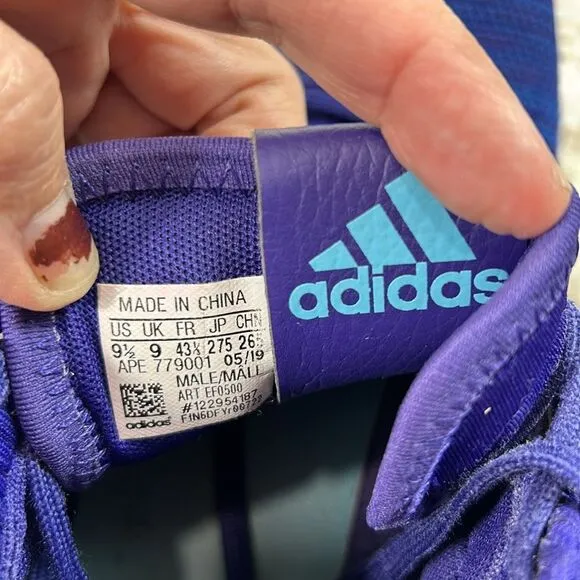 MADE IN CHINA
US UK FR JP CHN
9½ 9 43⅓ 275 265
APE 779001 05/19
MALE/MALL
ART EF0500
#122954187
adidas
adidas